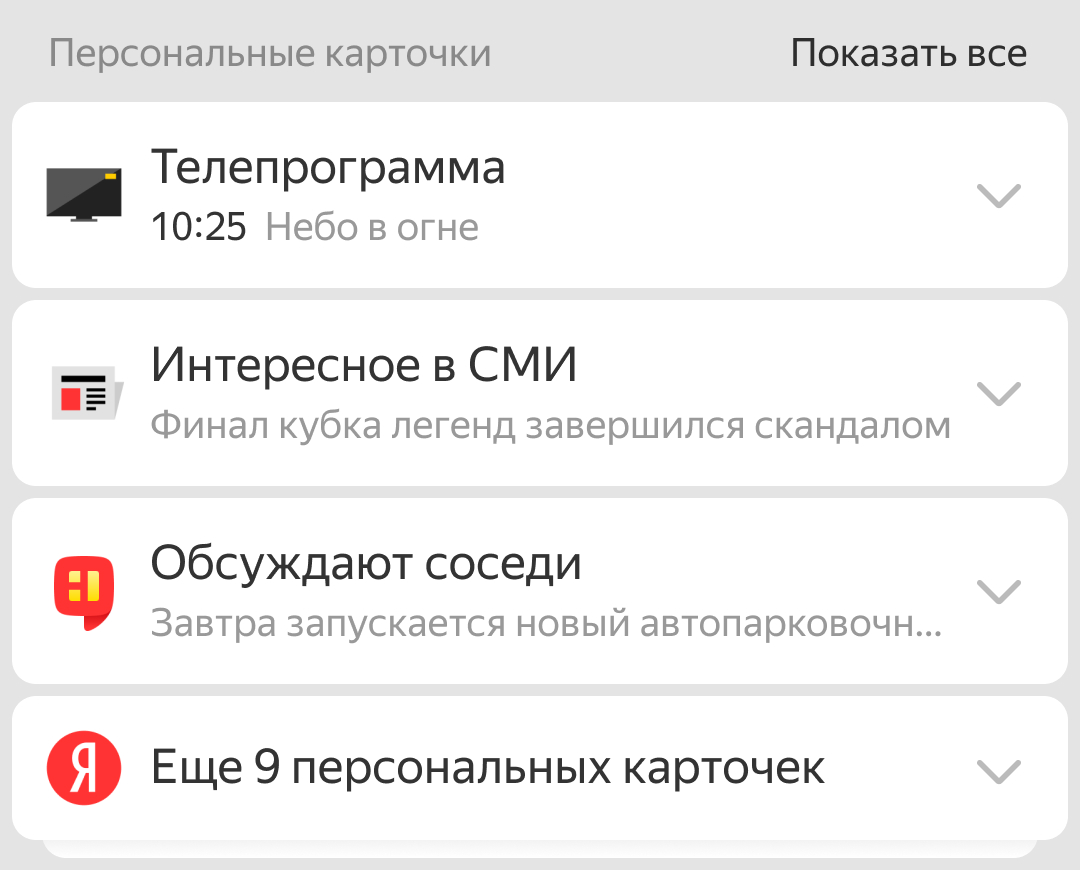 Персональные карточки Показать все
Телепрограмма
10:25 Небо в огне
Интересное в СМИ
Финал кубка легенд завершился скандалом
Обсуждают соседи
Завтра запускается новый автопарковочн...
Я Еще 9 персональных карточек